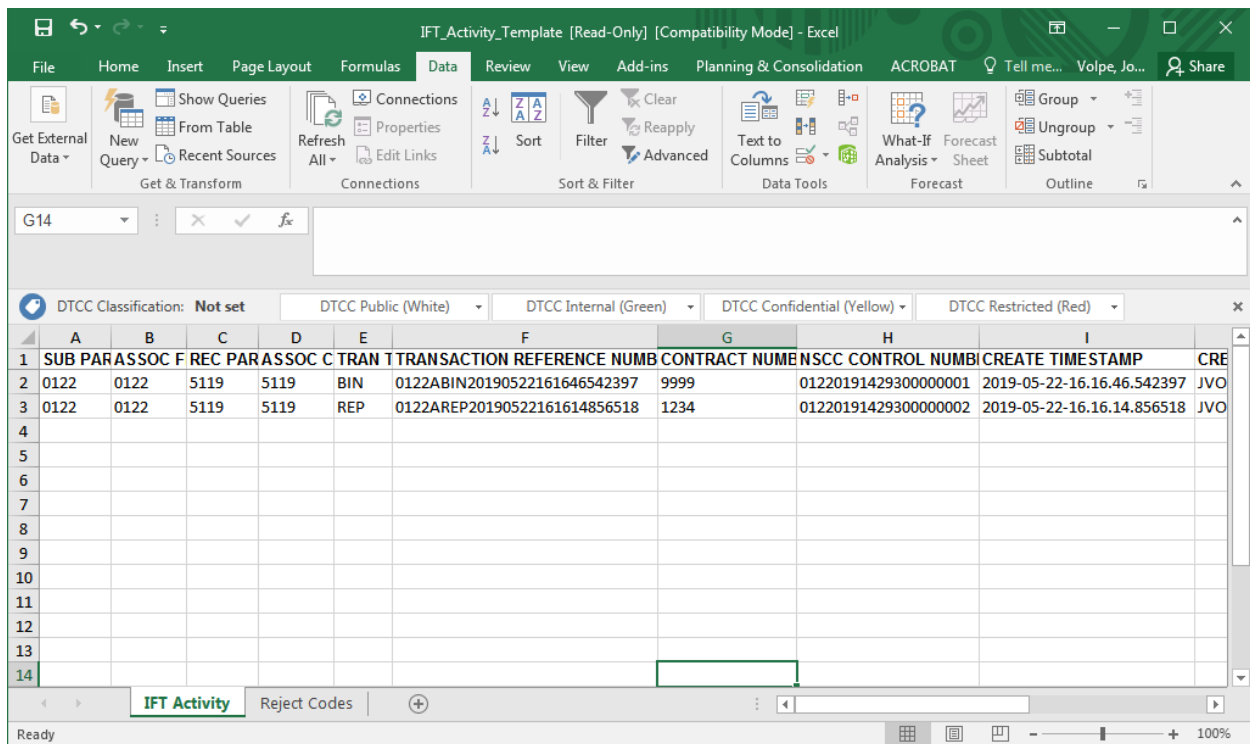 IFT_Activity_Template [Read-Only] [Compatibility Mode] - Excel
File Home Insert Page Layout Formulas Data Review View Add-ins Planning & Consolidation ACROBAT Tell me... Volpe, Jo... Share
Get External Data
New Query
Show Queries
From Table
Recent Sources
Get & Transform
Refresh All
Connections
Properties
Edit Links
Connections
Sort
Filter
Clear
Reapply
Advanced
Sort & Filter
Text to Columns
Data Tools
What-If Analysis
Forecast Sheet
Forecast
Group
Ungroup
Subtotal
Outline
G14 fx
DTCC Classification: Not set DTCC Public (White) DTCC Internal (Green) DTCC Confidential (Yellow) DTCC Restricted (Red)
A B C D E F G H I
1 SUB PAR ASSOC F REC PAR ASSOC C TRAN T TRANSACTION REFERENCE NUMB CONTRACT NUMB NSCC CONTROL NUMB CREATE TIMESTAMP CRE
2 0122 0122 5119 5119 BIN 0122ABIN20190522161646542397 9999 01220191429300000001 2019-05-22-16.16.46.542397 JVO
3 0122 0122 5119 5119 REP 0122AREP20190522161614856518 1234 01220191429300000002 2019-05-22-16.16.14.856518 JVO
4
5
6
7
8
9
10
11
12
13
14
IFT Activity Reject Codes
Ready 100%